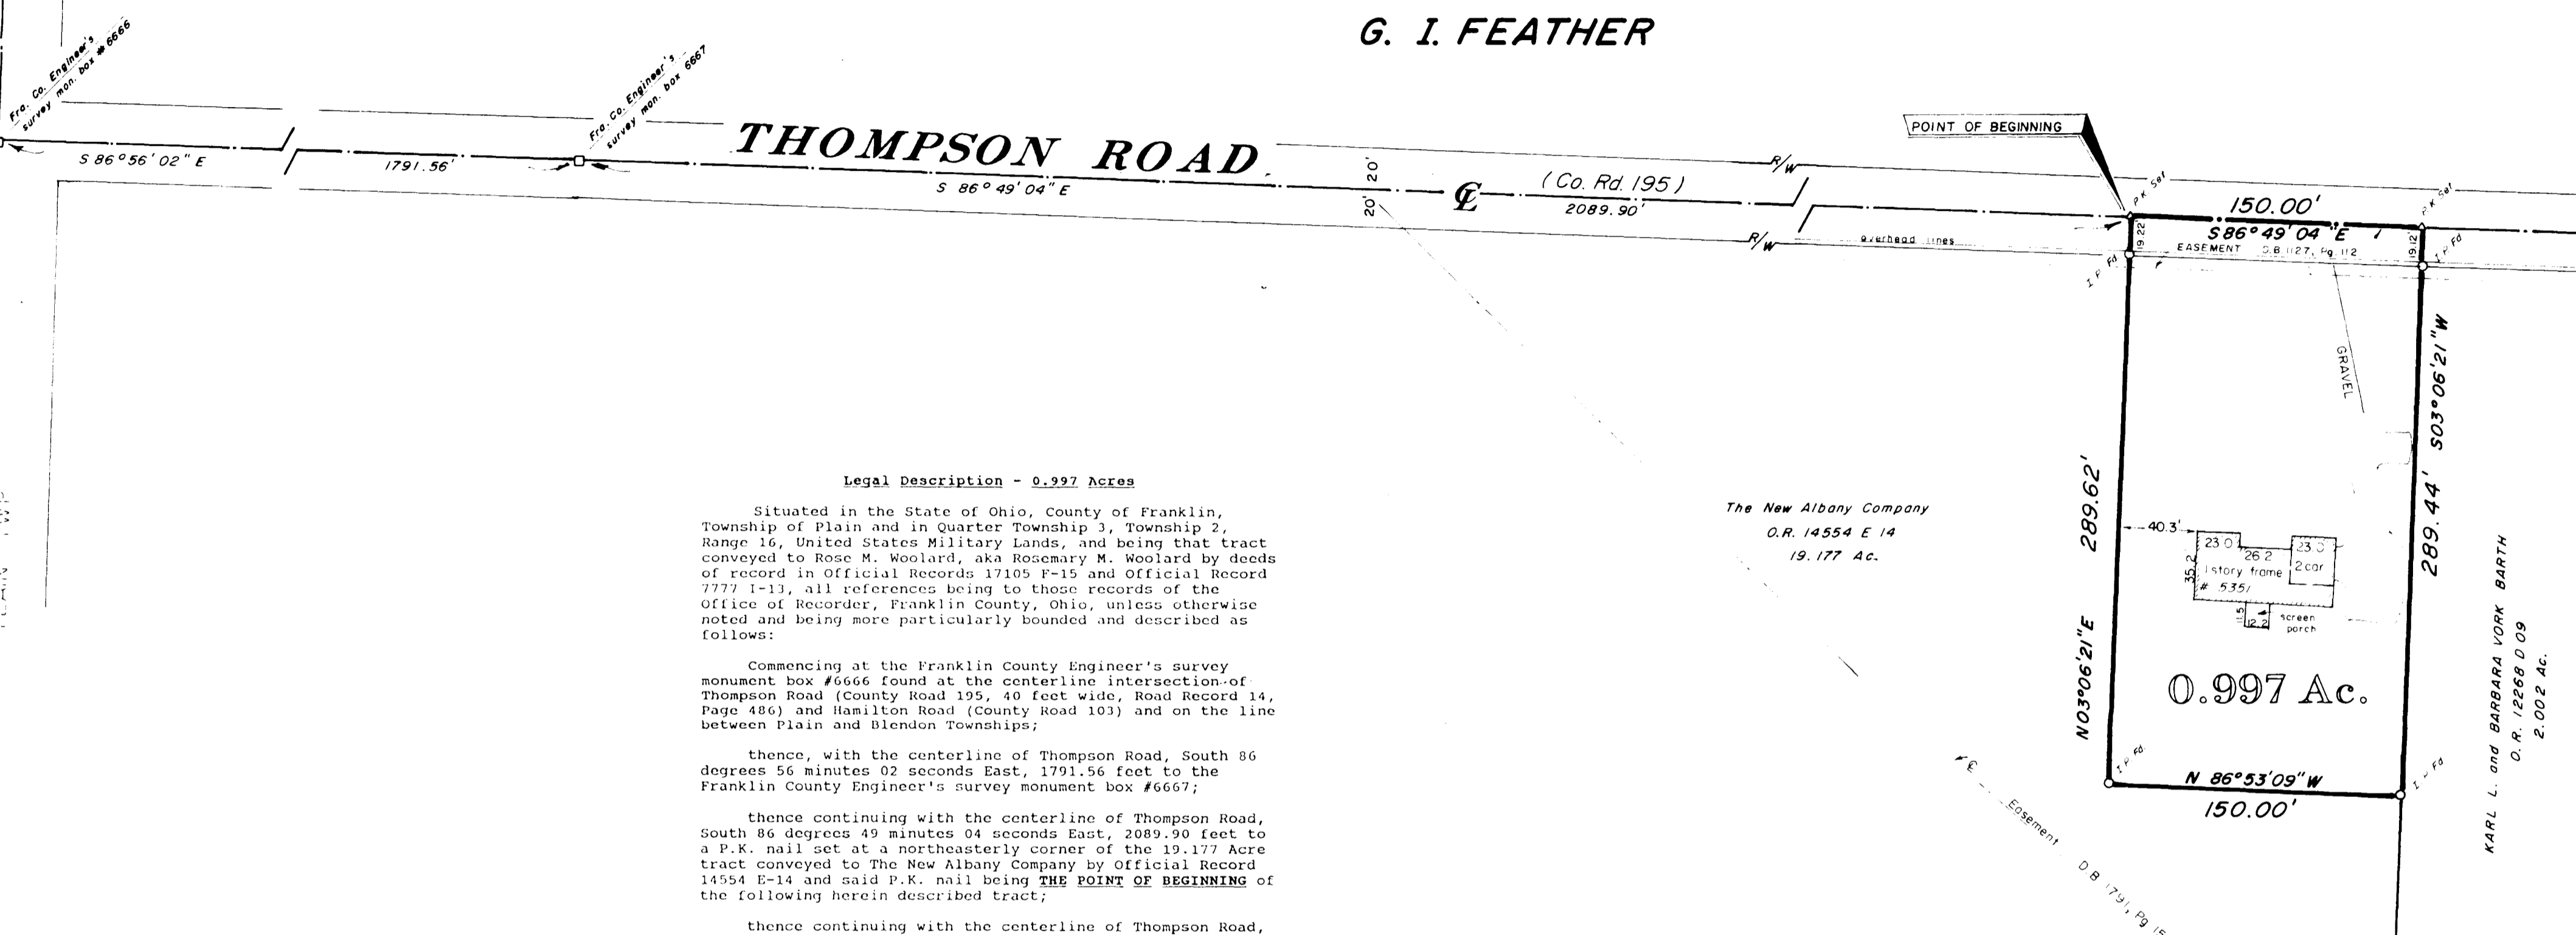 G. I. FEATHER
Fra. Co. Engineer's
survey mon. box #6666
Fra. Co. Engineer's
survey mon. box 6667
S 86°56'02" E
1791.56'
THOMPSON ROAD
S 86°49'04" E
20'
20'
℄
(Co. Rd. 195)
2089.90'
R/W
R/W
overhead lines
POINT OF BEGINNING
P.K. Set
P.K. Set
150.00'
S 86°49'04"E
19.22'
19.12'
EASEMENT D.B. 1127, Pg. 112
I.P. Fd
I.P. Fd
GRAVEL
S03°06'21"W
289.44'
289.62'
N03°06'21"E
40.3'
23.0
26.2
23.0
35.2
1 story frame
2 car
# 5351
12.2
screen
porch
0.997 Ac.
I.P. Fd.
I.P. Fd
N 86°53'09"W
150.00'
KARL L. and BARBARA VORK BARTH
O.R. 12268 D 09
2.002 Ac.
The New Albany Company
O.R. 14554 E 14
19.177 Ac.
℄
Easement D.B. 1791, Pg
Legal Description - 0.997 Acres
Situated in the State of Ohio, County of Franklin,
Township of Plain and in Quarter Township 3, Township 2,
Range 16, United States Military Lands, and being that tract
conveyed to Rose M. Woolard, aka Rosemary M. Woolard by deeds
of record in Official Records 17105 F-15 and Official Record
7777 I-13, all references being to those records of the
Office of Recorder, Franklin County, Ohio, unless otherwise
noted and being more particularly bounded and described as
follows:
Commencing at the Franklin County Engineer's survey
monument box #6666 found at the centerline intersection of
Thompson Road (County Road 195, 40 feet wide, Road Record 14,
Page 486) and Hamilton Road (County Road 103) and on the line
between Plain and Blendon Townships;
thence, with the centerline of Thompson Road, South 86
degrees 56 minutes 02 seconds East, 1791.56 feet to the
Franklin County Engineer's survey monument box #6667;
thence continuing with the centerline of Thompson Road,
South 86 degrees 49 minutes 04 seconds East, 2089.90 feet to
a P.K. nail set at a northeasterly corner of the 19.177 Acre
tract conveyed to The New Albany Company by Official Record
14554 E-14 and said P.K. nail being THE POINT OF BEGINNING of
the following herein described tract;
thence continuing with the centerline of Thompson Road,